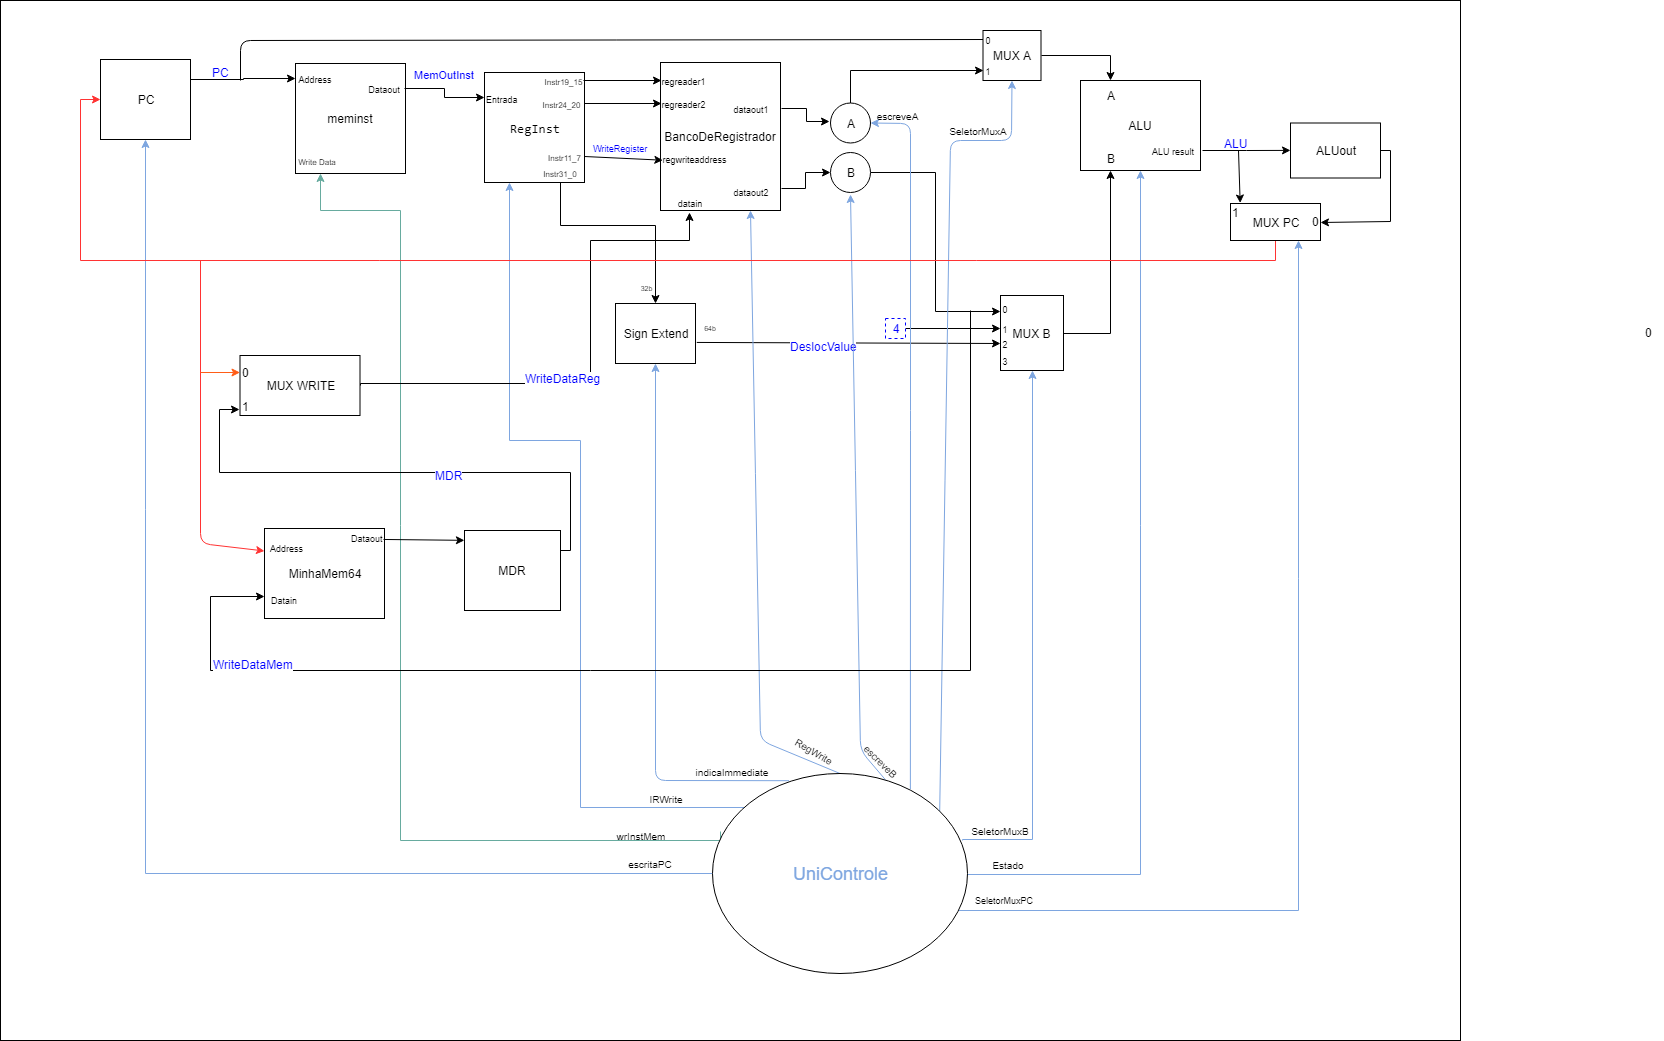 PC
PC
Address
Dataout
meminst
Write Data
MemOutInst
Entrada
RegInst
Instr19_15
Instr24_20
Instr11_7
Instr31_0
WriteRegister
regreader1
regreader2
dataout1
BancoDeRegistrador
regwriteaddress
dataout2
datain
A
B
escreveA
SeletorMuxA
0
MUX A
1
A
ALU
ALU result
B
ALU
ALUout
1
MUX PC
0
32b
Sign Extend
64b
DeslocValue
4
0
1
MUX B
2
3
0
0
MUX WRITE
1
WriteDataReg
MDR
Address
Dataout
MinhaMem64
Datain
MDR
WriteDataMem
RegWrite
escreveB
indicaImmediate
IRWrite
wrInstMem
escritaPC
SeletorMuxB
Estado
SeletorMuxPC
UniControle